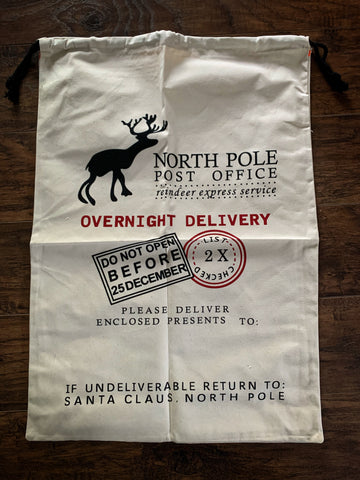 NORTH POLE
POST OFFICE
reindeer express service
OVERNIGHT DELIVERY
DO NOT OPEN
BEFORE
25 DECEMBER
LIST
2 X
CHECKED
PLEASE DELIVER
ENCLOSED PRESENTS TO:
IF UNDELIVERABLE RETURN TO:
SANTA CLAUS, NORTH POLE